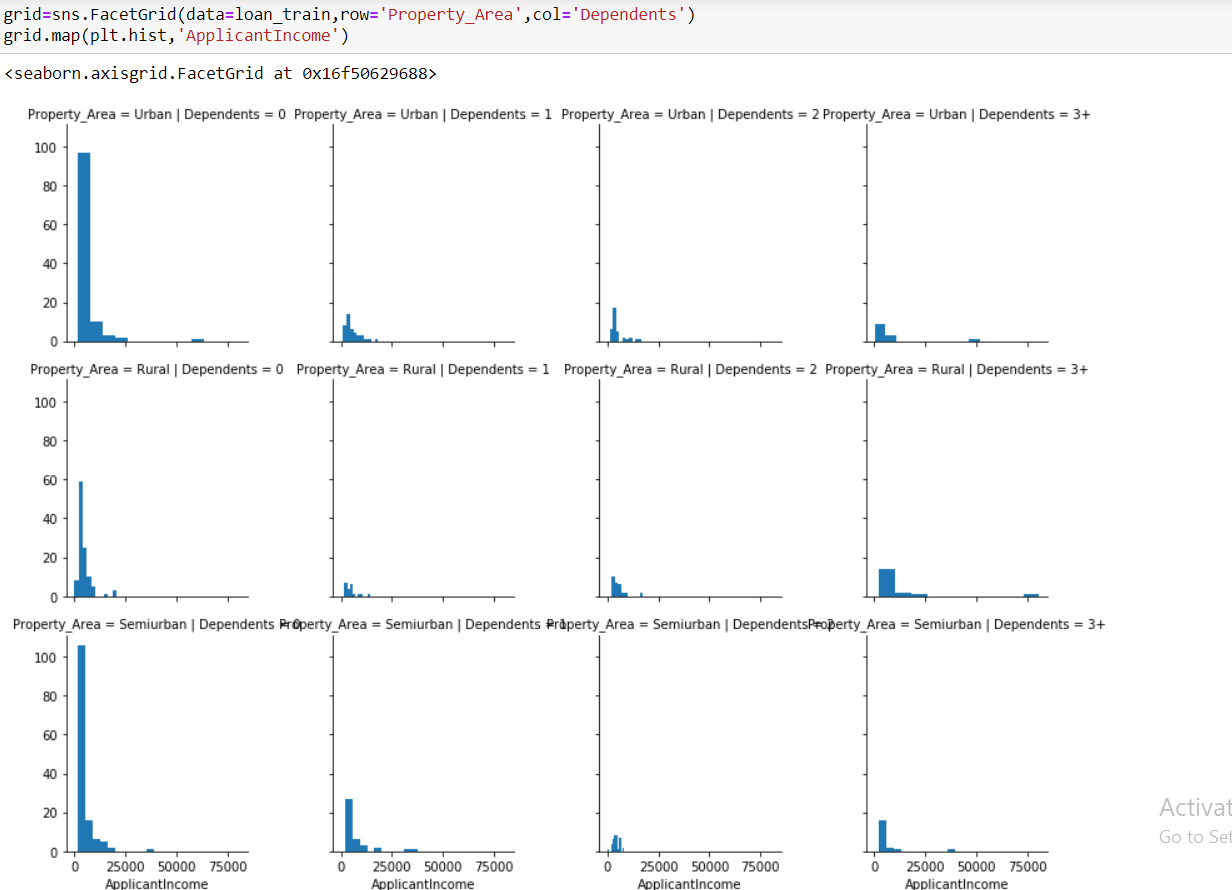 grid=sns.FacetGrid(data=loan_train,row='Property_Area',col='Dependents')
grid.map(plt.hist,'ApplicantIncome')
<seaborn.axisgrid.FacetGrid at 0x16f50629688>
Property_Area = Urban | Dependents = 0 Property_Area = Urban | Dependents = 1 Property_Area = Urban | Dependents = 2 Property_Area = Urban | Dependents = 3+
100
80
60
40
20
0
Property_Area = Rural | Dependents = 0 Property_Area = Rural | Dependents = 1 Property_Area = Rural | Dependents = 2 Property_Area = Rural | Dependents = 3+
100
80
60
40
20
0
Property_Area = Semiurban | Dependents = 0 Property_Area = Semiurban | Dependents = 1 Property_Area = Semiurban | Dependents = 2 Property_Area = Semiurban | Dependents = 3+
100
80
60
40
20
0
0 25000 50000 75000 0 25000 50000 75000 0 25000 50000 75000 0 25000 50000 75000
ApplicantIncome ApplicantIncome ApplicantIncome ApplicantIncome
Activat
Go to Set